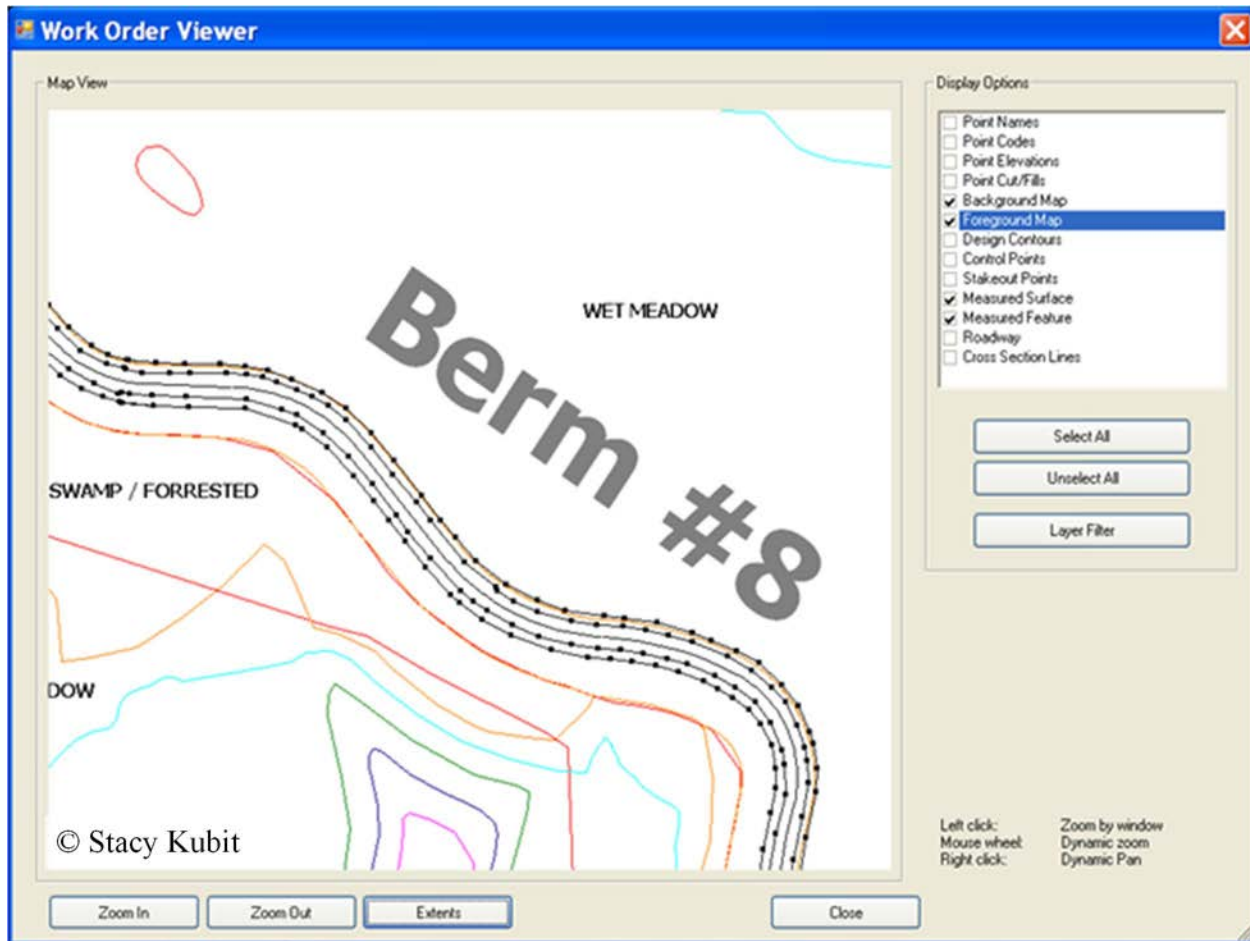 Work Order Viewer
Map View
Berm #8
WET MEADOW
SWAMP / FORRESTED
DOW
© Stacy Kubit
Zoom In
Zoom Out
Extents
Close
Display Options
Point Names
Point Codes
Point Elevations
Point Cut/Fills
Background Map
Foreground Map
Design Contours
Control Points
Stakeout Points
Measured Surface
Measured Feature
Roadway
Cross Section Lines
Select All
Unselect All
Layer Filter
Left click: Zoom by window
Mouse wheel: Dynamic zoom
Right click: Dynamic Pan